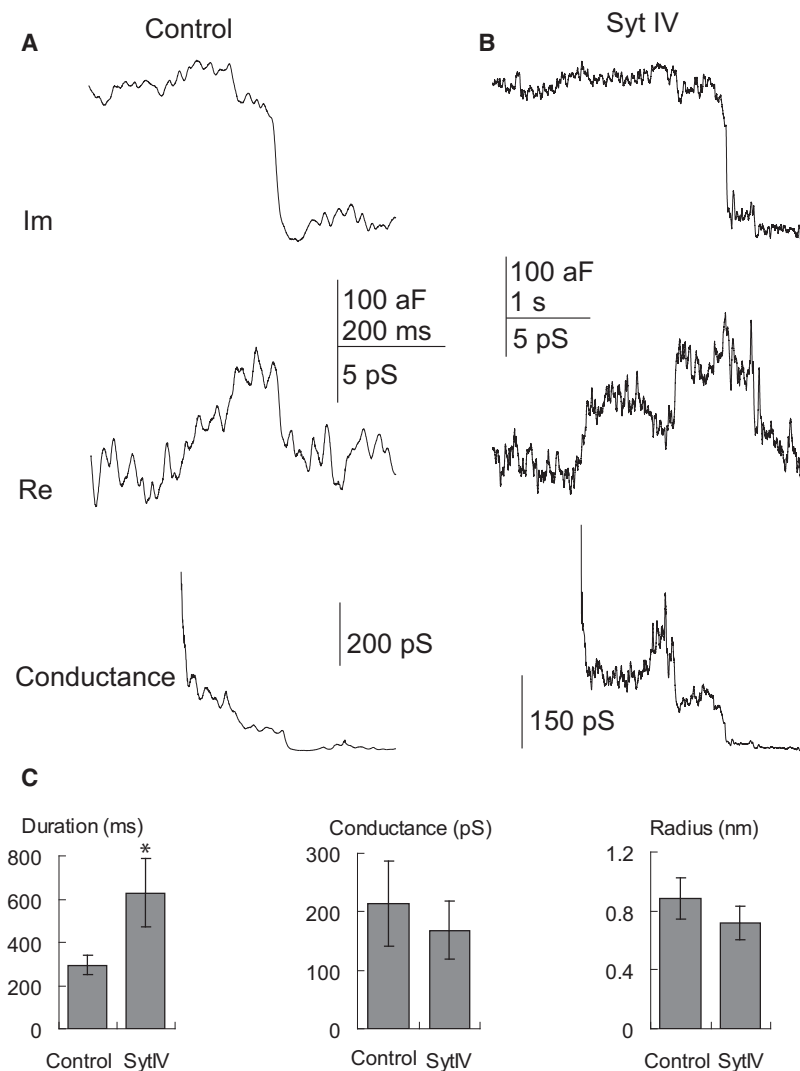 A
Control
B
Syt IV
Im
100 aF
200 ms
5 pS
100 aF
1 s
5 pS
Re
Conductance
200 pS
150 pS
C
Duration (ms)
*
800
600
400
200
0
Control SytIV
Conductance (pS)
300
200
100
0
Control SytIV
Radius (nm)
1.2
0.8
0.4
0
Control SytIV